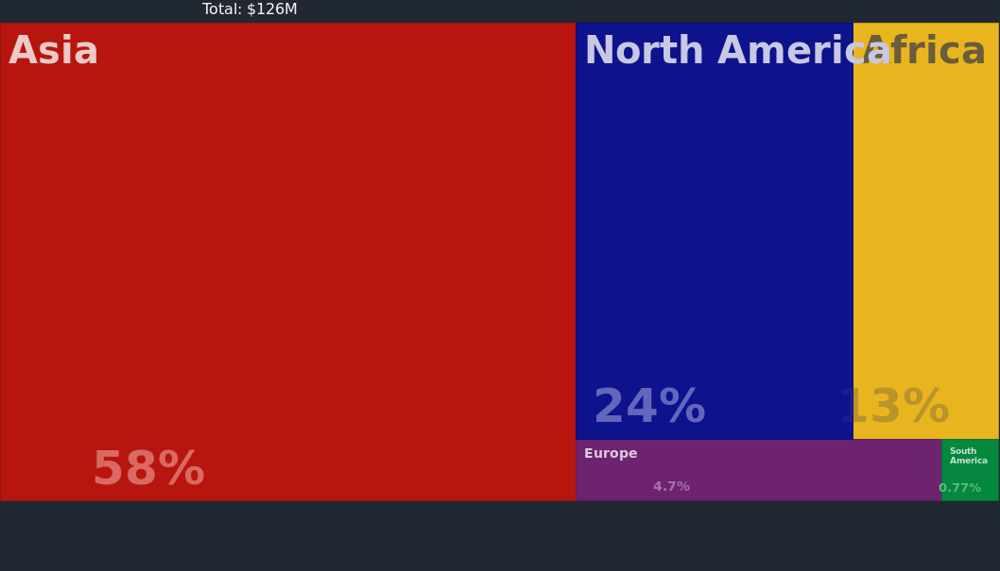 Total: $126M
Asia
North America
Africa
58%
24%
13%
Europe
4.7%
South
America
0.77%